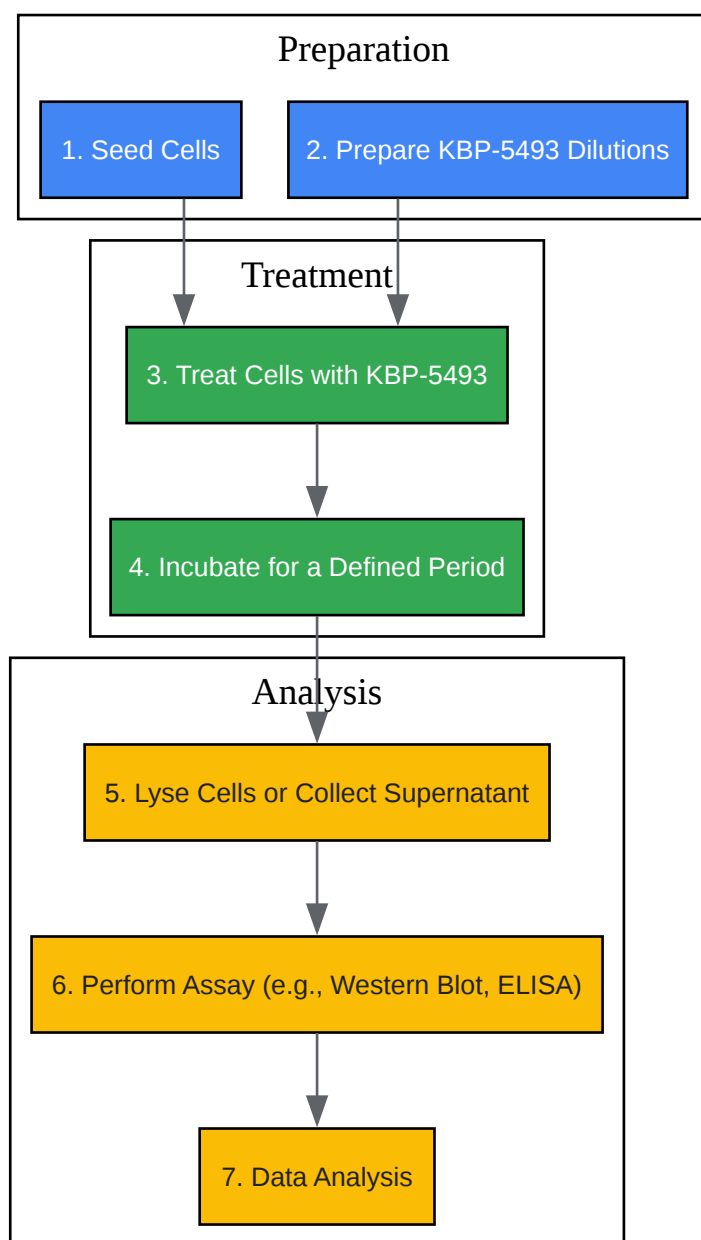 Preparation
1. Seed Cells
2. Prepare KBP-5493 Dilutions
Treatment
3. Treat Cells with KBP-5493
4. Incubate for a Defined Period
Analysis
5. Lyse Cells or Collect Supernatant
6. Perform Assay (e.g., Western Blot, ELISA)
7. Data Analysis